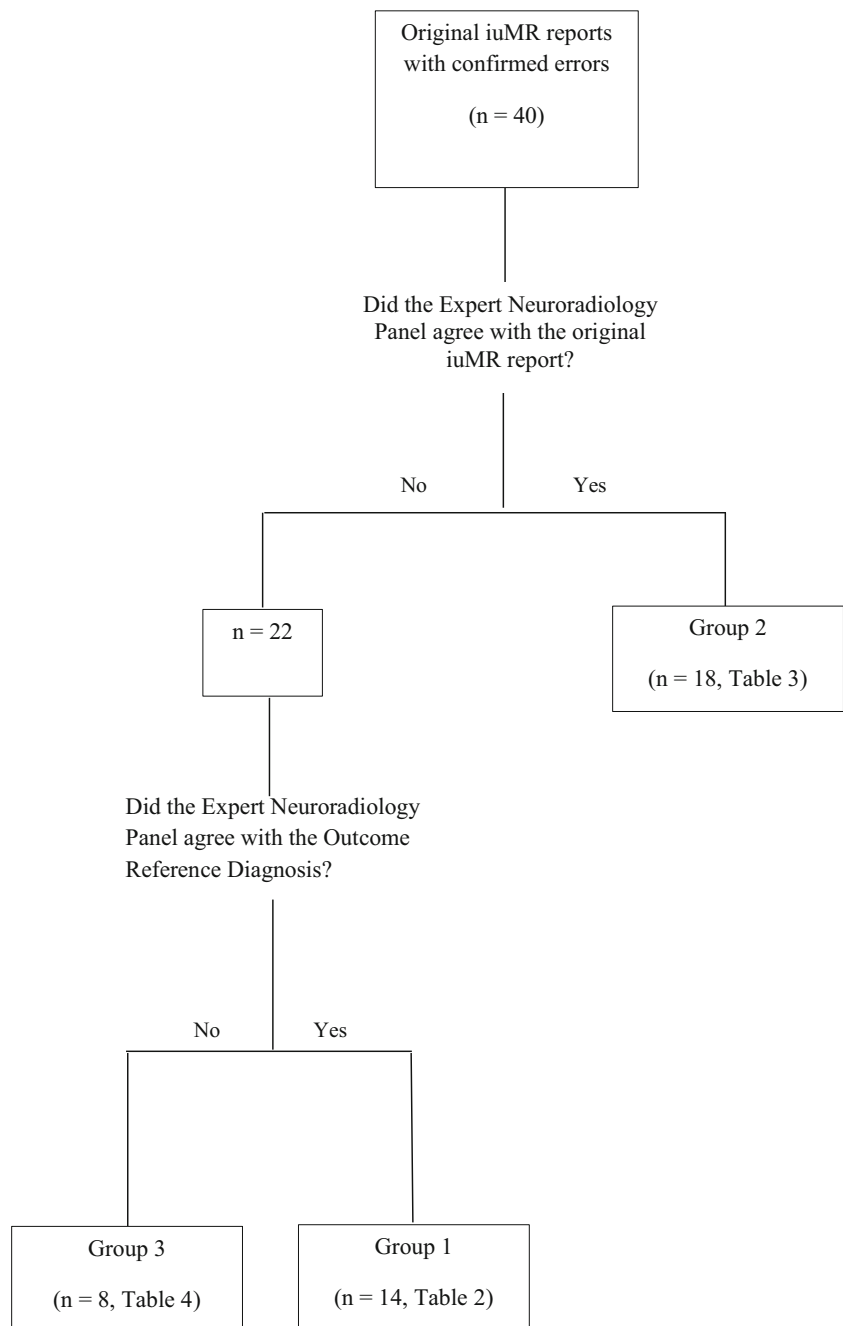 Original iuMR reports
with confirmed errors
(n = 40)
Did the Expert Neuroradiology
Panel agree with the original
iuMR report?
No
Yes
n = 22
Group 2
(n = 18, Table 3)
Did the Expert Neuroradiology
Panel agree with the Outcome
Reference Diagnosis?
No
Yes
Group 3
(n = 8, Table 4)
Group 1
(n = 14, Table 2)